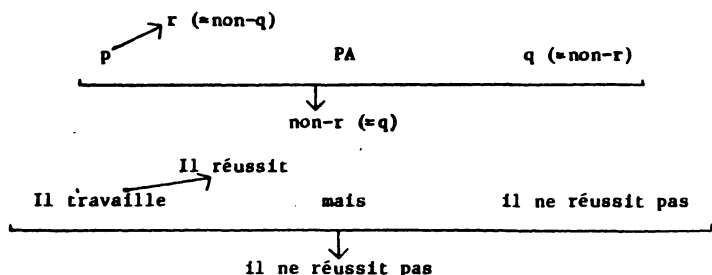 r (=non-q)
p PA q (=non-r)
non-r (=q)
Il réussit
Il travaille mais il ne réussit pas
il ne réussit pas